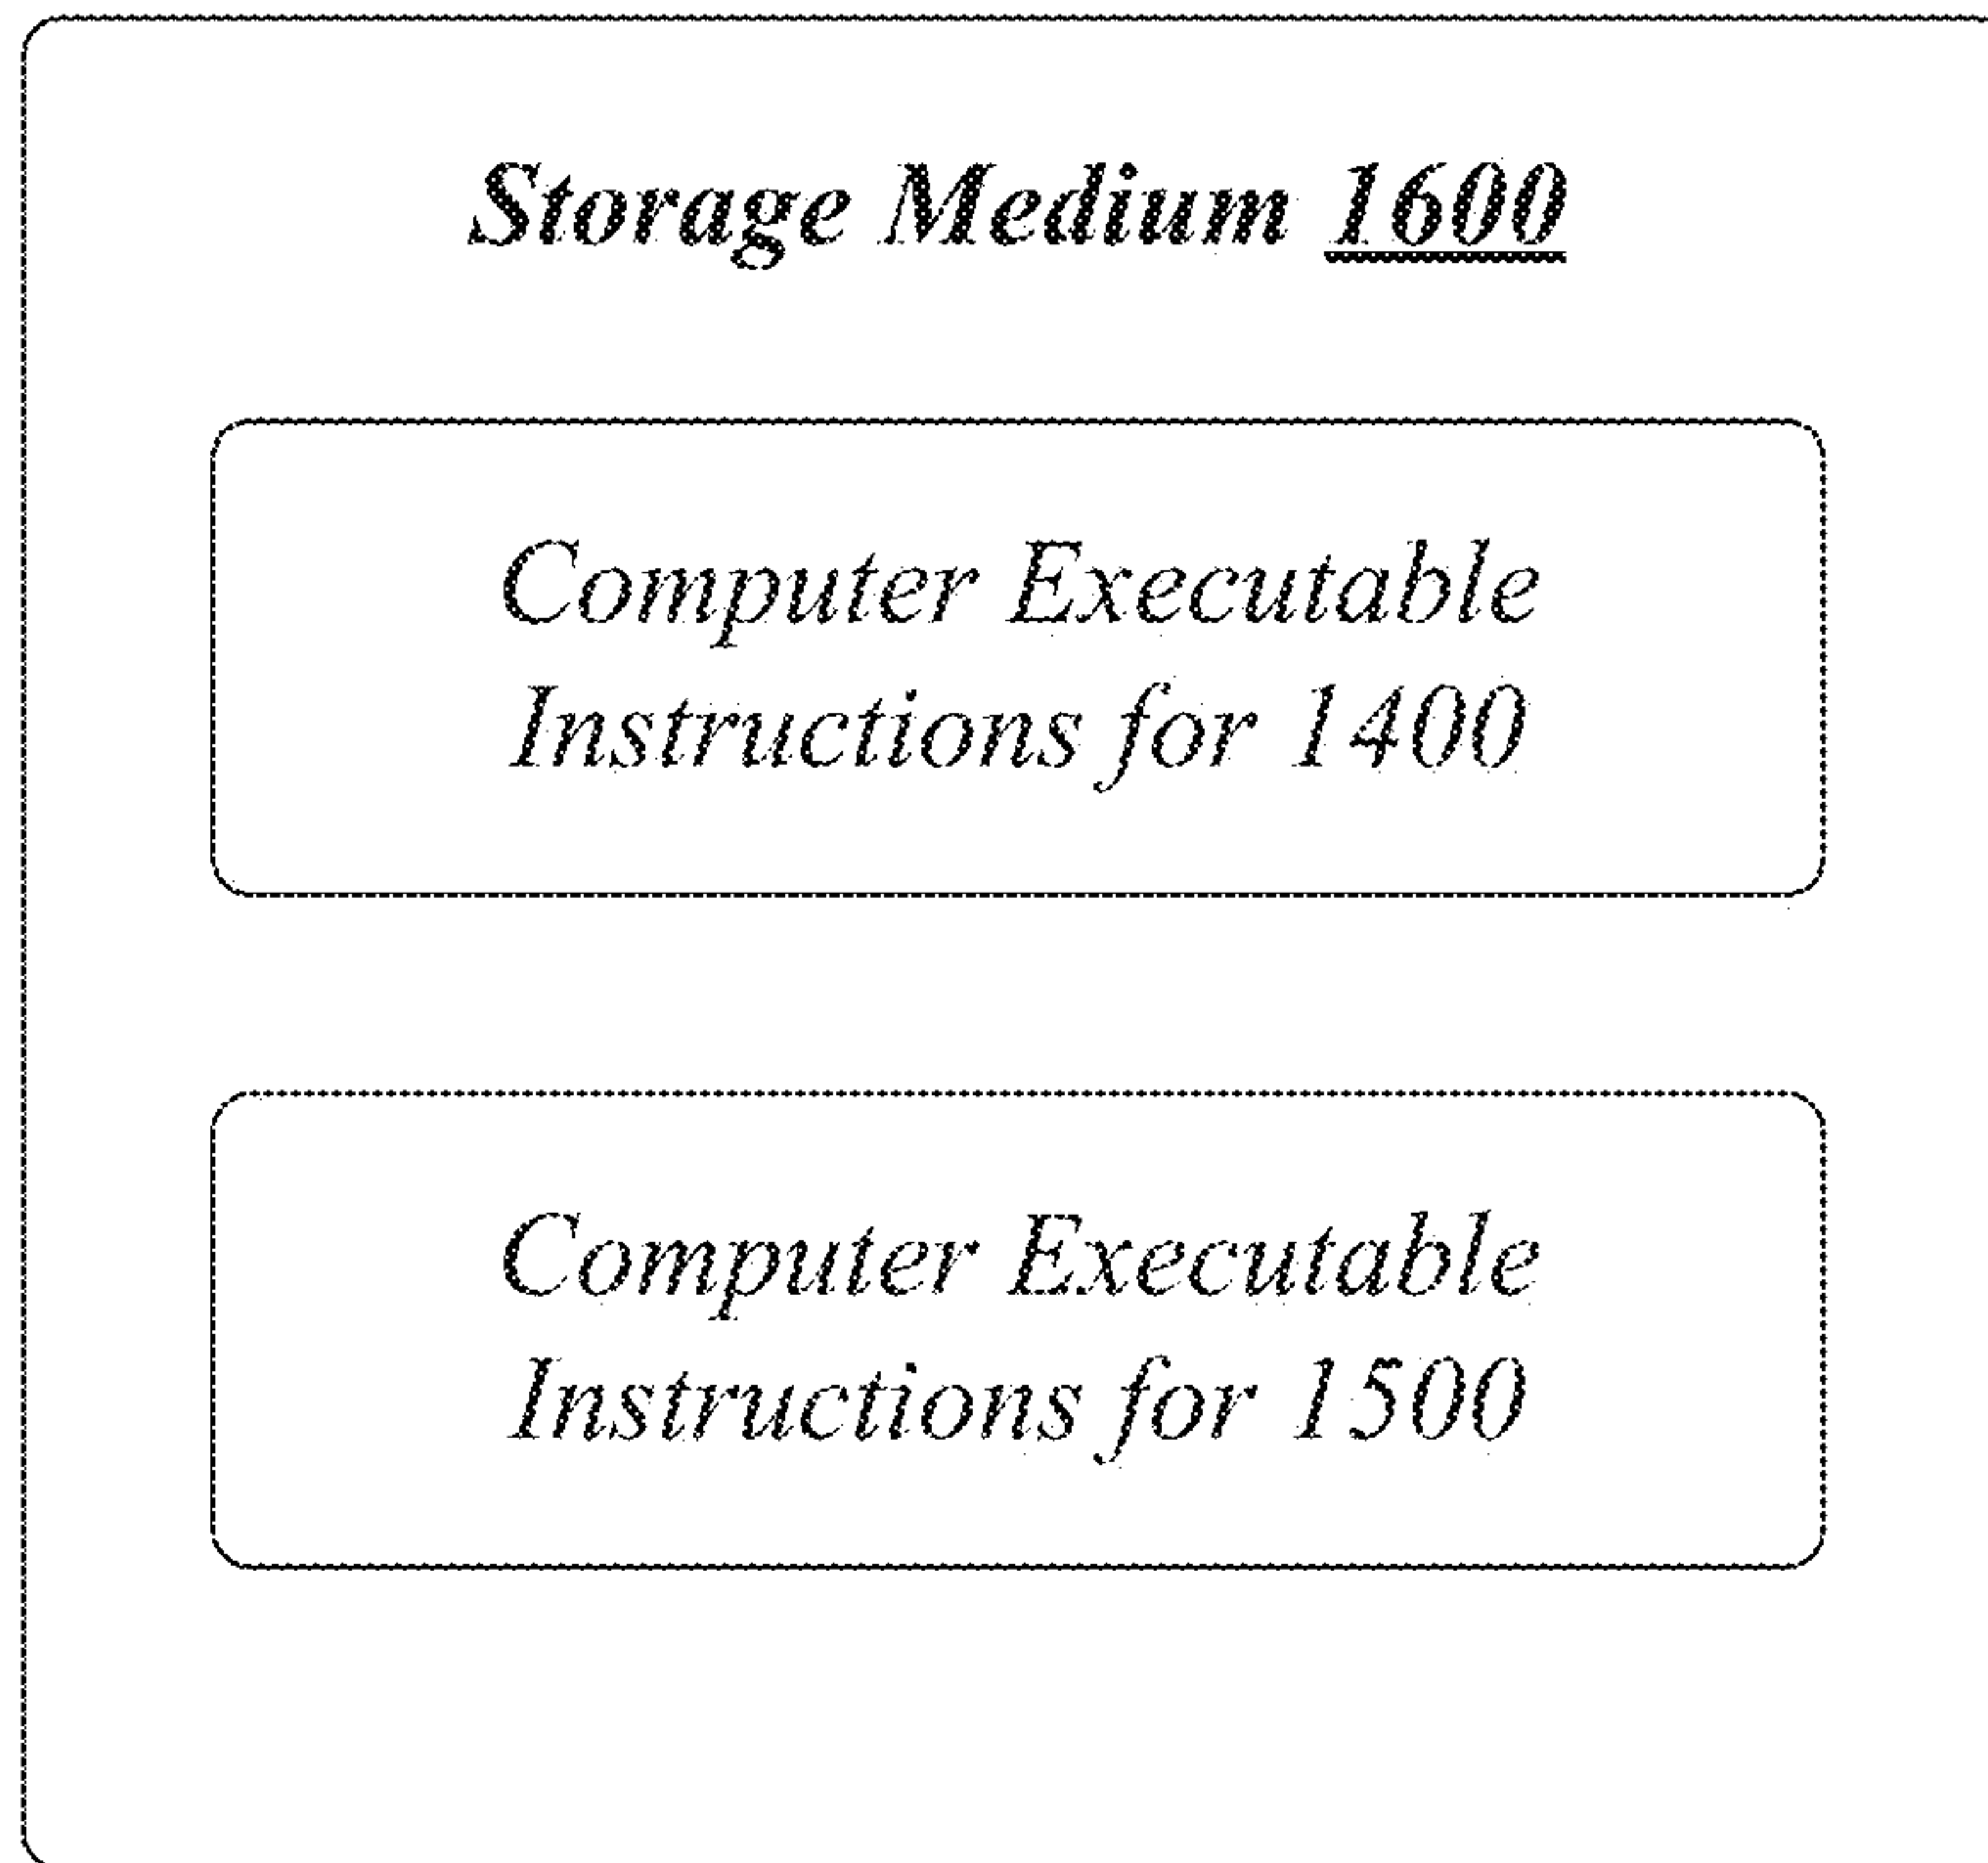 Storage Medium 1600
Computer Executable
Instructions for 1400
Computer Executable
Instructions for 1500